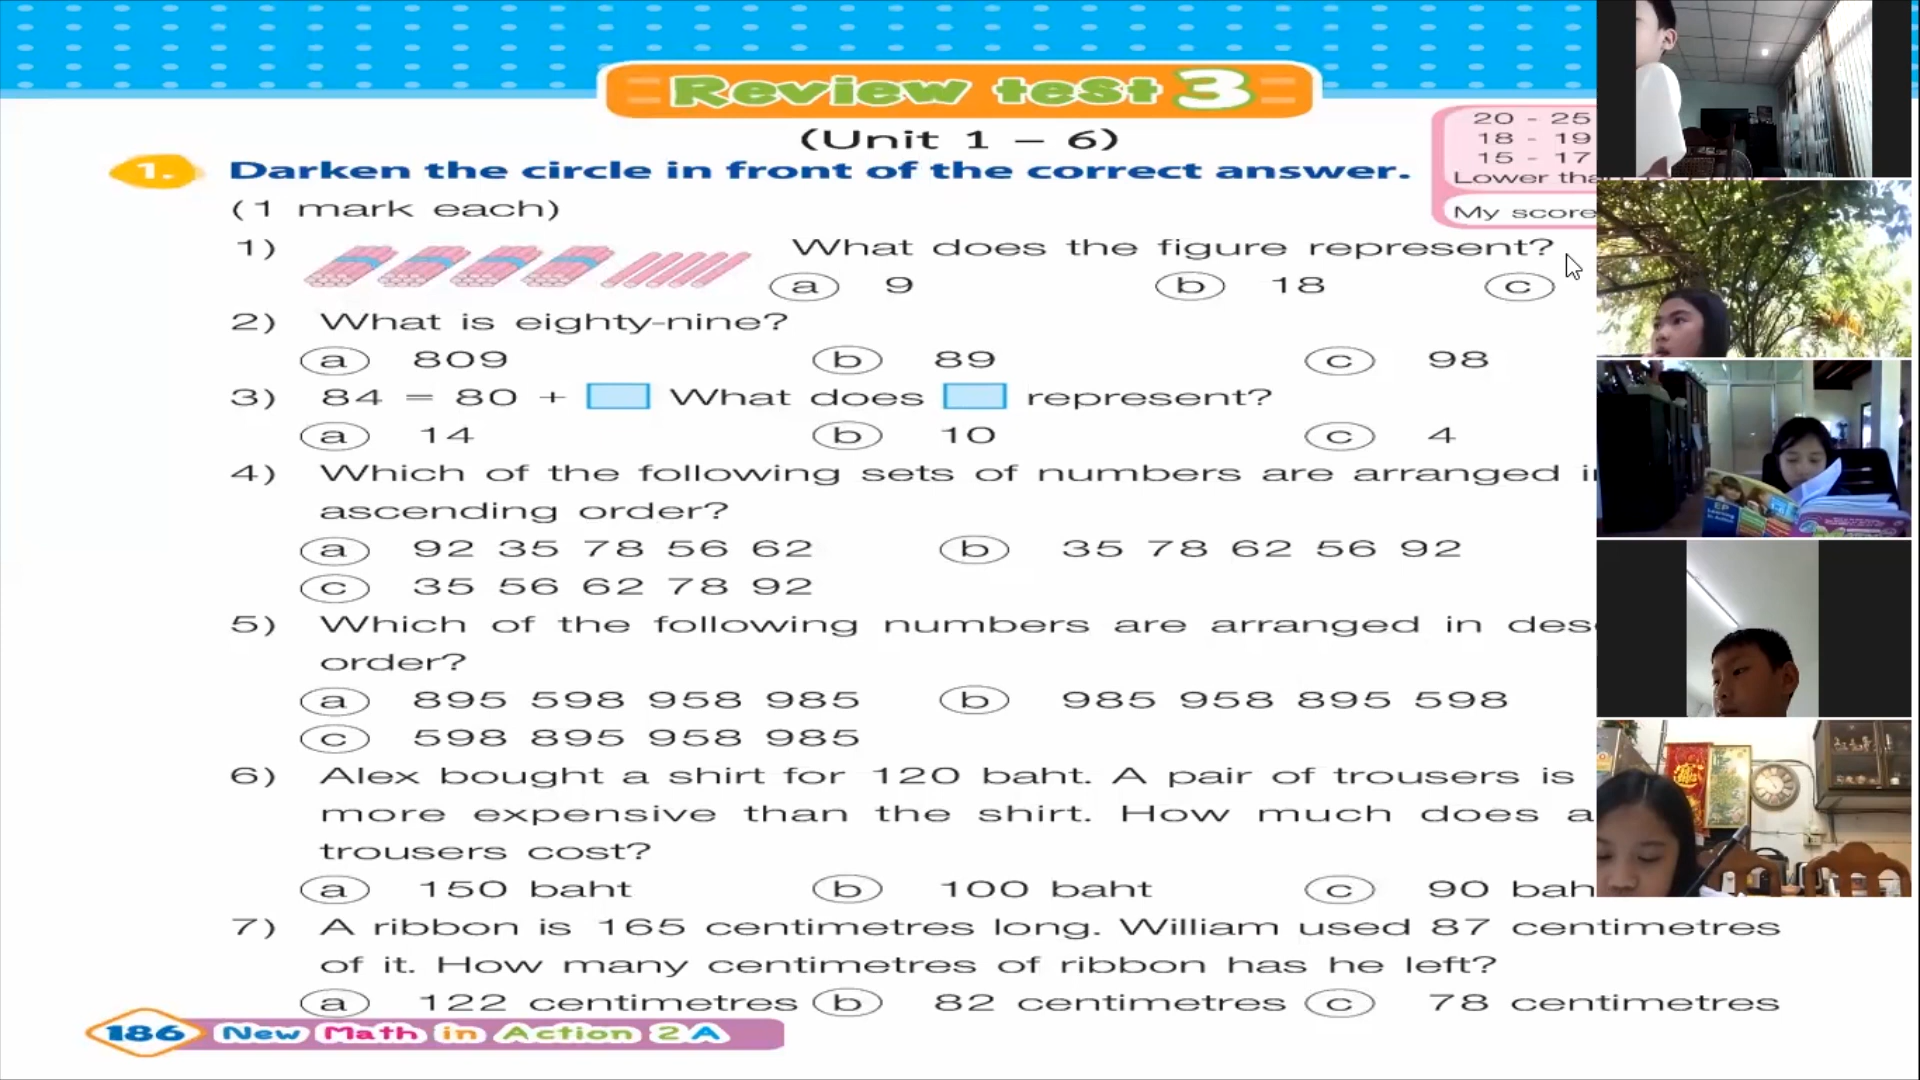 Review test 3
(Unit 1 – 6)
20 - 25
18 - 19
15 - 17
Lower
My score
1. Darken the circle in front of the correct answer.
(1 mark each)
1) What does the figure represent?
a 9 b 18 c
2) What is eighty-nine?
a 809 b 89 c 98
3) 84 = 80 + What does represent?
a 14 b 10 c 4
4) Which of the following sets of numbers are arranged
ascending order?
a 92 35 78 56 62 b 35 78 62 56 92
c 35 56 62 78 92
5) Which of the following numbers are arranged in
order?
a 895 598 958 985 b 985 958 895 598
c 598 895 958 985
6) Alex bought a shirt for 120 baht. A pair of trousers is
more expensive than the shirt. How much does a
trousers cost?
a 150 baht b 100 baht c 90
7) A ribbon is 165 centimetres long. William used 87 centimetres
of it. How many centimetres of ribbon has he left?
a 122 centimetres b 82 centimetres c 78 centimetres
186 New Math in Action 2A
EP